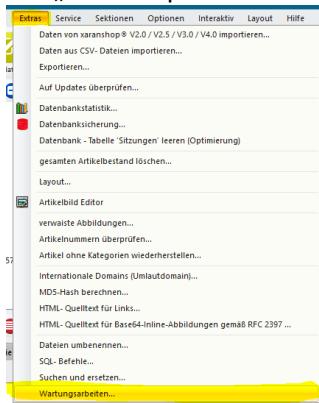 Extras Service Sektionen Optionen Interaktiv Layout Hilfe
Daten von xaranshop® V2.0 / V2.5 / V3.0 / V4.0 importieren...
Daten aus CSV- Dateien importieren...
Exportieren...
Auf Updates überprüfen...
Datenbankstatistik...
Datenbanksicherung...
Datenbank - Tabelle 'Sitzungen' leeren (Optimierung)
gesamten Artikelbestand löschen...
Layout...
Artikelbild Editor
verwaiste Abbildungen...
Artikelnummern überprüfen...
Artikel ohne Kategorien wiederherstellen...
Internationale Domains (Umlautdomain)...
MD5-Hash berechnen...
HTML- Quelltext für Links...
HTML- Quelltext für Base64-Inline-Abbildungen gemäß RFC 2397 ...
Dateien umbenennen...
SQL- Befehle...
Suchen und ersetzen...
Wartungsarbeiten...